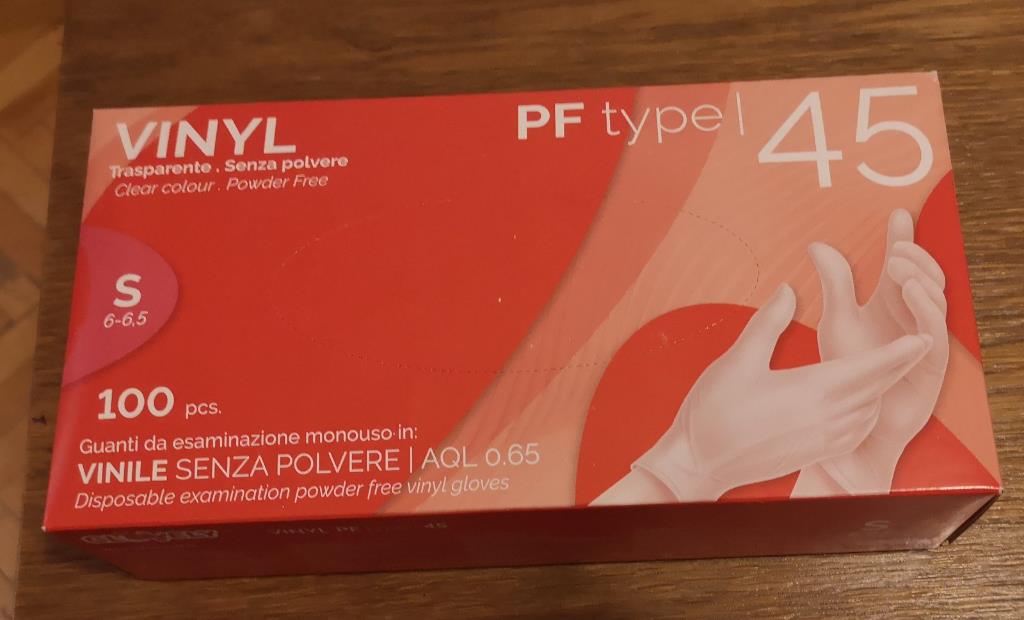 VINYL
Trasparente . Senza polvere
Clear colour . Powder Free
PF type | 45
S
6-6,5
100 pcs.
Guanti da esaminazione monouso in:
VINILE SENZA POLVERE | AQL 0.65
Disposable examination powder free vinyl gloves
VINYL PF 45
S